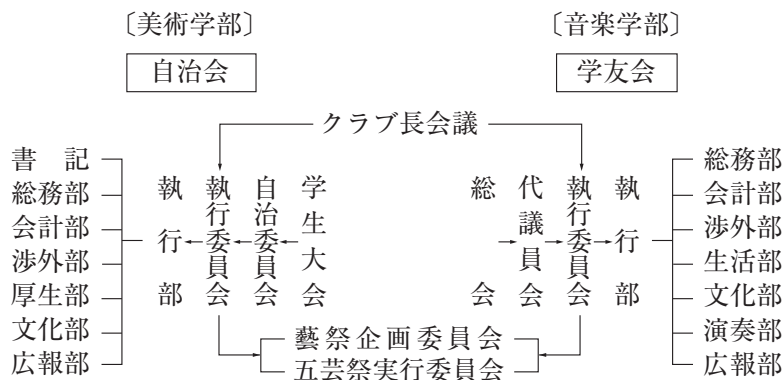 〔美術学部〕
〔音楽学部〕
自治会
学友会
クラブ長会議
書記
総務部
会計部
渉外部
厚生部
文化部
広報部
執行部
執行委員会
自治委員会
学生大会
総会
代議員会
執行委員会
執行部
総務部
会計部
渉外部
生活部
文化部
演奏部
広報部
藝祭企画委員会
五芸祭実行委員会